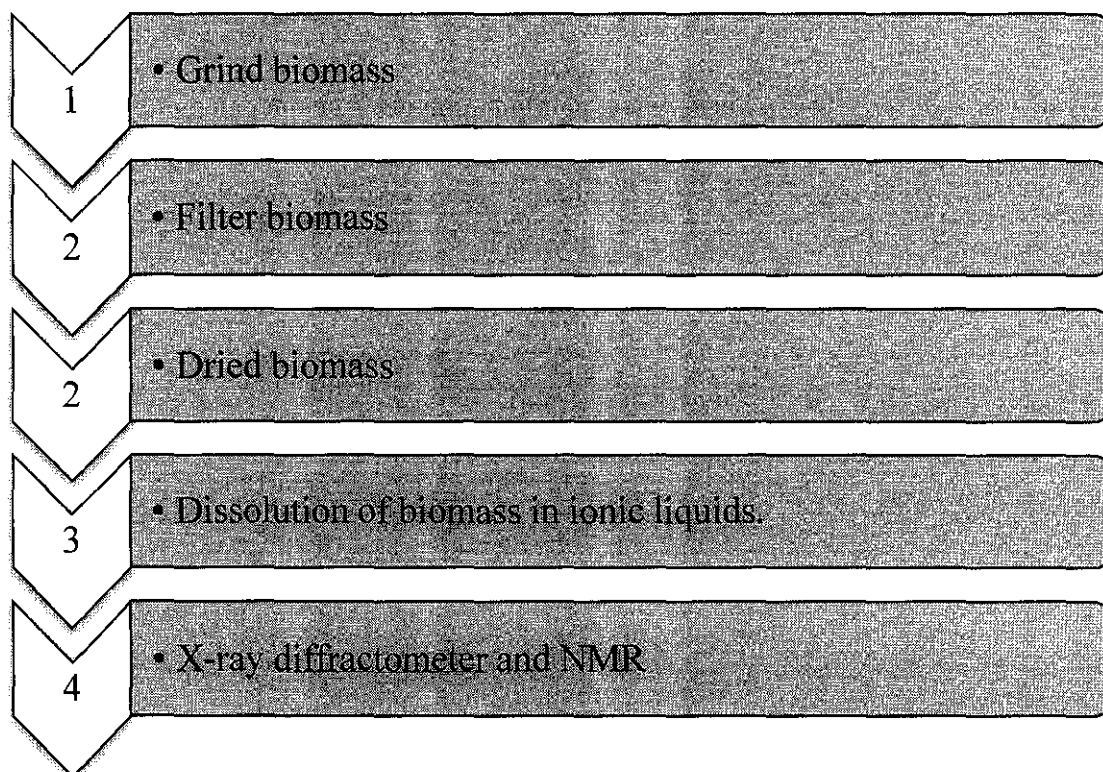 1
• Grind biomass
2
• Filter biomass
2
• Dried biomass
3
• Dissolution of biomass in ionic liquids.
4
• X-ray diffractometer and NMR